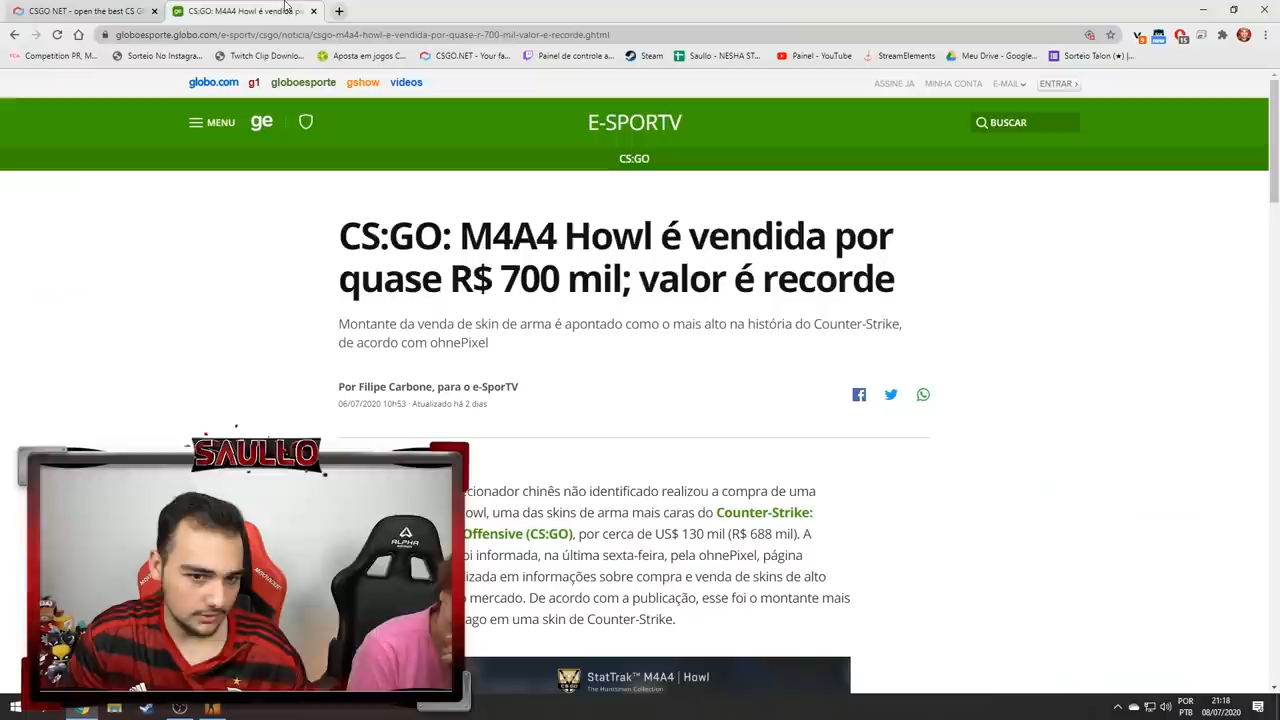 CSGO NET - open the best CS G
CS:GO: M4A4 Howl é vendida p
globoesporte.globo.com/e-sportv/csgo/noticia/csgo-m4a4-howl-e-vendida-por-quase-r-700-mil-valor-e-recorde.ghtml
Competition PR M...
Sorteio No Instagra...
Twitch Go Downloa...
CSGO.NET - Your fa...
Painel de controle a...
Steam
Saullo - NESHA ST...
Painel - YouTube
StreamElements
Meu Drive - Google...
Sorteio Talon (★)...
globo.com g1 globoesporte gshow videos
ASSINE JÁ MINHA CONTA E-MAIL ENTRAR
MENU ge
E-SPORTV
BUSCAR
CS:GO
CS:GO: M4A4 Howl é vendida por
quase R$ 700 mil; valor é recorde
Montante da venda de skin de arma é apontado como o mais alto na história do Counter-Strike,
de acordo com ohnePixel
Por Filipe Carbone, para o e-SporTV
06/07/2020 10h53 · Atualizado há 2 dias
ecionador chinês não identificado realizou a compra de uma
owl, uma das skins de arma mais caras do Counter-Strike:
Offensive (CS:GO), por cerca de US$ 130 mil (R$ 688 mil). A
oi informada, na última sexta-feira, pela ohnePixel, página
izada em informações sobre compra e venda de skins de alto
mercado. De acordo com a publicação, esse foi o montante mais
ago em uma skin de Counter-Strike.
StatTrak™ M4A4 | Howl
The Huntsman Collection
SAULLO
ALPHA
POR
PTB
21:18
08/07/2020